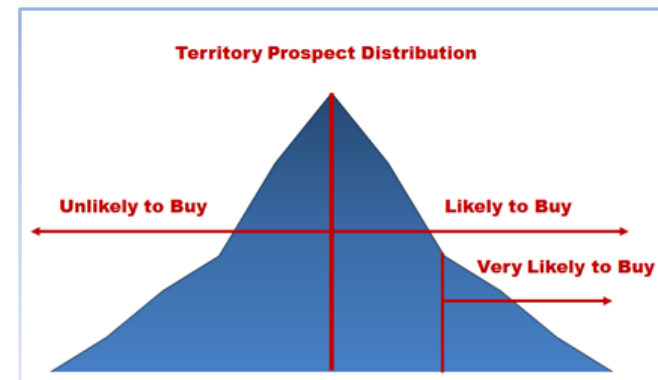 Territory Prospect Distribution
Unlikely to Buy
Likely to Buy
Very Likely to Buy